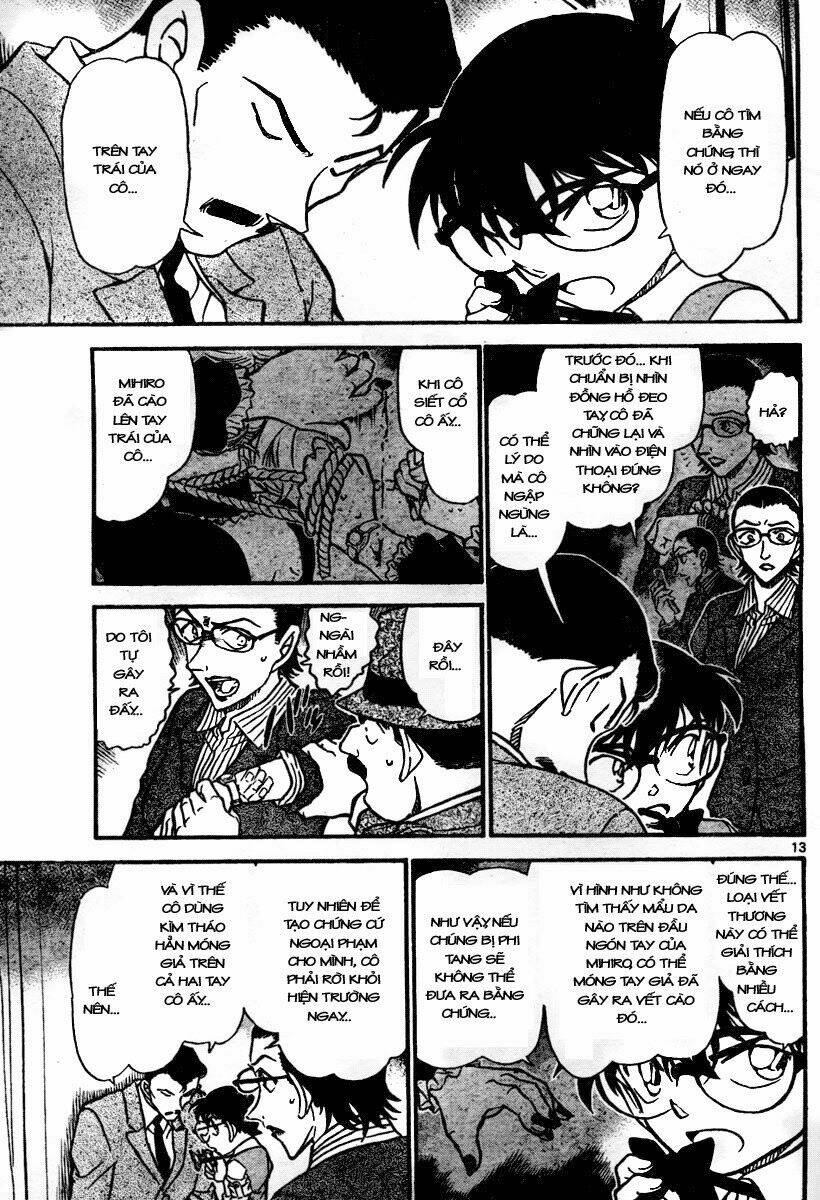 NẾU CÔ TÌM
BẰNG
CHỨNG, THÌ
NÓ Ở NGAY
ĐÓ...
TRÊN TAY
TRÁI CỦA
CÔ...
HẢ?
TRƯỚC ĐÓ... KHI
CHUẨN BỊ NHÌN
ĐỒNG HỒ ĐEO
TAY, CÔ ĐÃ
CHỮNG LẠI VÀ
NHÌN VÀO ĐIỆN
THOẠI ĐÚNG
KHÔNG?
CÓ THỂ
LÝ DO
MÀ CÔ
NGẬP
NGỪNG
LÀ...
KHI CÔ
SIẾT CỔ
CÔ ẤY...
MIHIRO
ĐÃ CÁO
LÊN TAY
TRÁI CỦA
CÔ...
ĐÂY
RỒI...
NG-
NGÀI
NHẦM
RỒI!
DO TÔI
TỰ
GÂY
RA
ĐẤY...
13
ĐÚNG THẾ...
LOẠI VẾT
THƯƠNG
NÀY CÓ THỂ
GIẢI THÍCH
BẰNG
NHIỀU
CÁCH...
VÌ HÌNH NHƯ KHÔNG
TÌM THẤY MẨU DA
NÀO TRÊN ĐẦU
NGÓN TAY CỦA
MIHIRO, CÓ THỂ
MÓNG TAY GIẢ ĐÃ
GÂY RA VẾT CÀO
ĐÓ...
NHƯ VẬY, NẾU
CHÚNG BỊ PHI
TANG SẼ
KHÔNG THỂ
ĐƯA RA BẰNG
CHỨNG...
TUY NHIÊN ĐỂ
TẠO CHỨNG CỨ
NGOẠI PHẠM
CHO MÌNH, CÔ
PHẢI RỚI KHỎI
HIỆN TRƯỜNG
NGAY...
VÀ VÌ THẾ
CÔ DÙNG
KÌM THÁO
HẲN MÓNG
GIẢ TRÊN
CẢ HAI TAY
CÔ ẤY...
THẾ
NÊN...